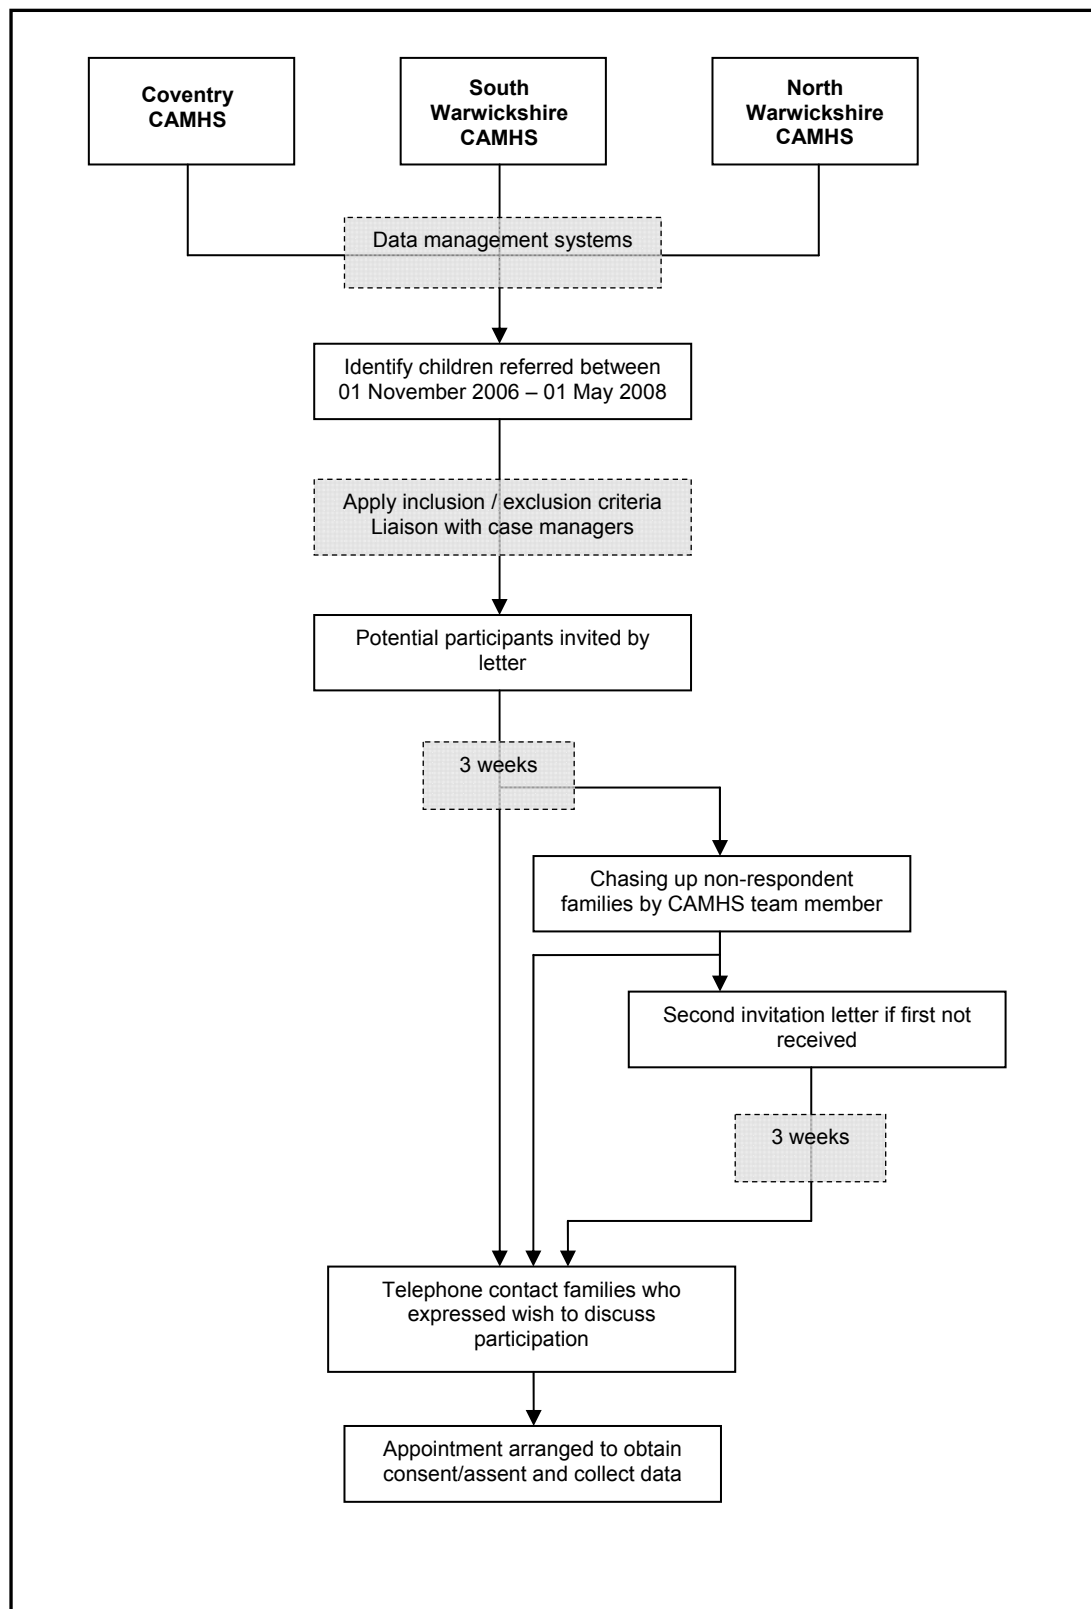 Coventry
CAMHS
South
Warwickshire
CAMHS
North
Warwickshire
CAMHS
Data management systems
Identify children referred between
01 November 2006 – 01 May 2008
Apply inclusion / exclusion criteria
Liaison with case managers
Potential participants invited by
letter
3 weeks
Chasing up non-respondent
families by CAMHS team member
Second invitation letter if first not
received
3 weeks
Telephone contact families who
expressed wish to discuss
participation
Appointment arranged to obtain
consent/assent and collect data